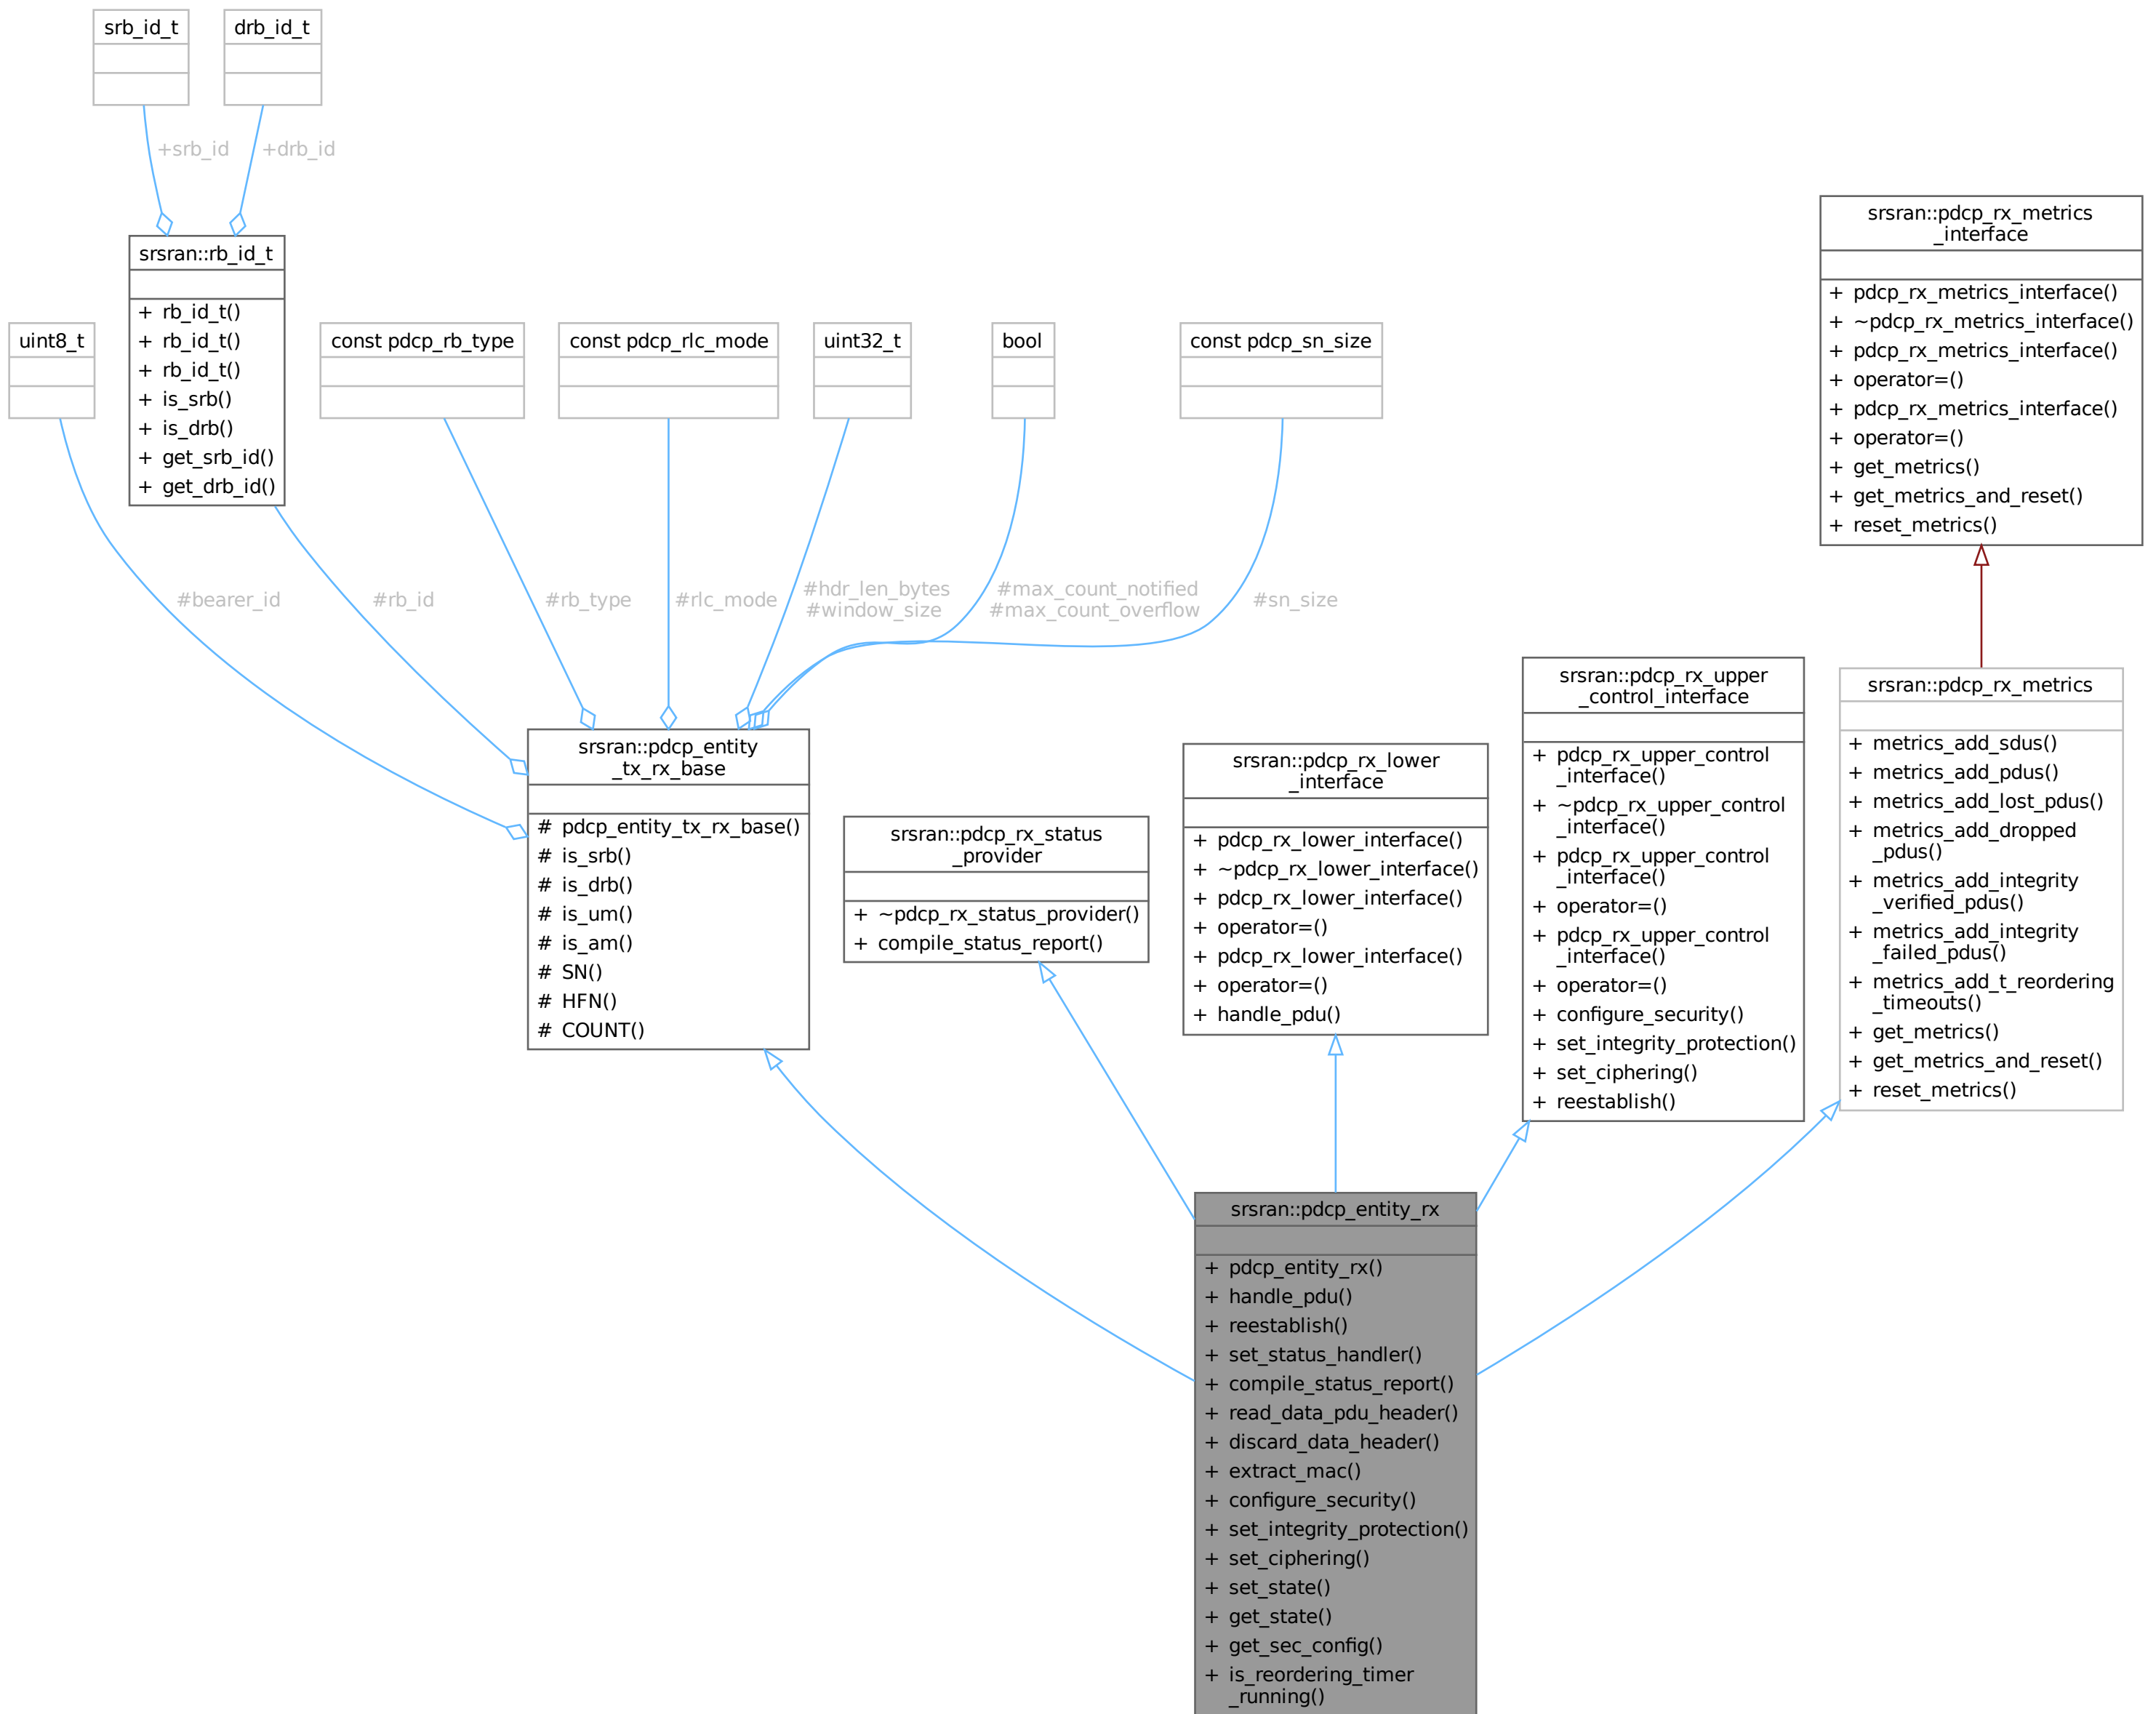 srb_id_t
drb_id_t
+srb_id
+drb_id
srsran::rb_id_t
+ rb_id_t()
+ rb_id_t()
+ rb_id_t()
+ is_srb()
+ is_drb()
+ get_srb_id()
+ get_drb_id()
srsran::pdcp_rx_metrics
_interface
+ pdcp_rx_metrics_interface()
+ ~pdcp_rx_metrics_interface()
+ pdcp_rx_metrics_interface()
+ operator=()
+ pdcp_rx_metrics_interface()
+ operator=()
+ get_metrics()
+ get_metrics_and_reset()
+ reset_metrics()
uint8_t
const pdcp_rb_type
const pdcp_rlc_mode
uint32_t
bool
const pdcp_sn_size
#bearer_id
#rb_id
#rb_type
#rlc_mode
#hdr_len_bytes
#window_size
#max_count_notified
#max_count_overflow
#sn_size
srsran::pdcp_entity
_tx_rx_base
# pdcp_entity_tx_rx_base()
# is_srb()
# is_drb()
# is_um()
# is_am()
# SN()
# HFN()
# COUNT()
srsran::pdcp_rx_status
_provider
+ ~pdcp_rx_status_provider()
+ compile_status_report()
srsran::pdcp_rx_lower
_interface
+ pdcp_rx_lower_interface()
+ ~pdcp_rx_lower_interface()
+ pdcp_rx_lower_interface()
+ operator=()
+ pdcp_rx_lower_interface()
+ operator=()
+ handle_pdu()
srsran::pdcp_rx_upper
_control_interface
+ pdcp_rx_upper_control
_interface()
+ ~pdcp_rx_upper_control
_interface()
+ pdcp_rx_upper_control
_interface()
+ operator=()
+ pdcp_rx_upper_control
_interface()
+ operator=()
+ configure_security()
+ set_integrity_protection()
+ set_ciphering()
+ reestablish()
srsran::pdcp_rx_metrics
+ metrics_add_sdus()
+ metrics_add_pdus()
+ metrics_add_lost_pdus()
+ metrics_add_dropped
_pdus()
+ metrics_add_integrity
_verified_pdus()
+ metrics_add_integrity
_failed_pdus()
+ metrics_add_t_reordering
_timeouts()
+ get_metrics()
+ get_metrics_and_reset()
+ reset_metrics()
srsran::pdcp_entity_rx
+ pdcp_entity_rx()
+ handle_pdu()
+ reestablish()
+ set_status_handler()
+ compile_status_report()
+ read_data_pdu_header()
+ discard_data_header()
+ extract_mac()
+ configure_security()
+ set_integrity_protection()
+ set_ciphering()
+ set_state()
+ get_state()
+ get_sec_config()
+ is_reordering_timer
_running()